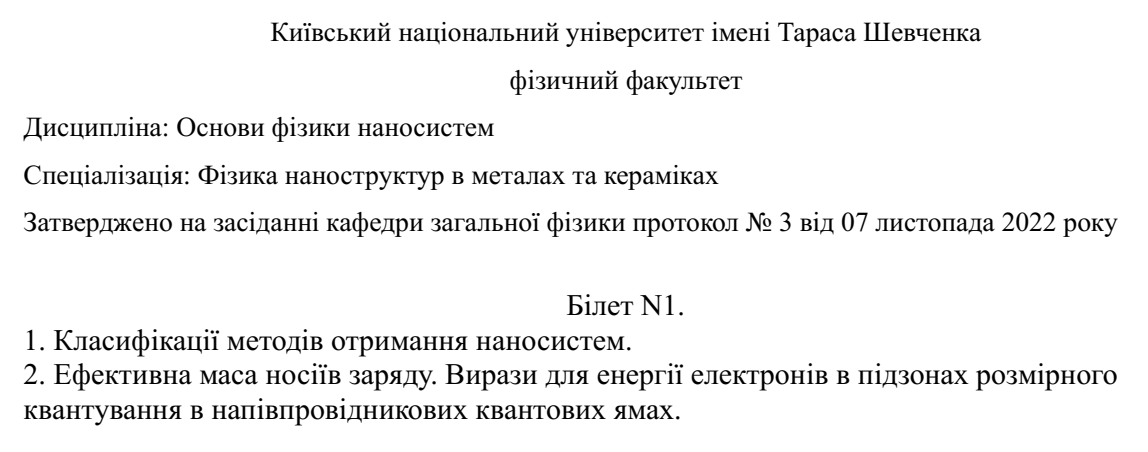 Київський національний університет імені Тараса Шевченка
фізичний факультет
Дисципліна: Основи фізики наносистем
Спеціалізація: Фізика наноструктур в металах та кераміках
Затверджено на засіданні кафедри загальної фізики протокол № 3 від 07 листопада 2022 року
Білет N1.
1. Класифікації методів отримання наносистем.
2. Ефективна маса носіїв заряду. Вирази для енергії електронів в підзонах розмірного
квантування в напівпровідникових квантових ямах.